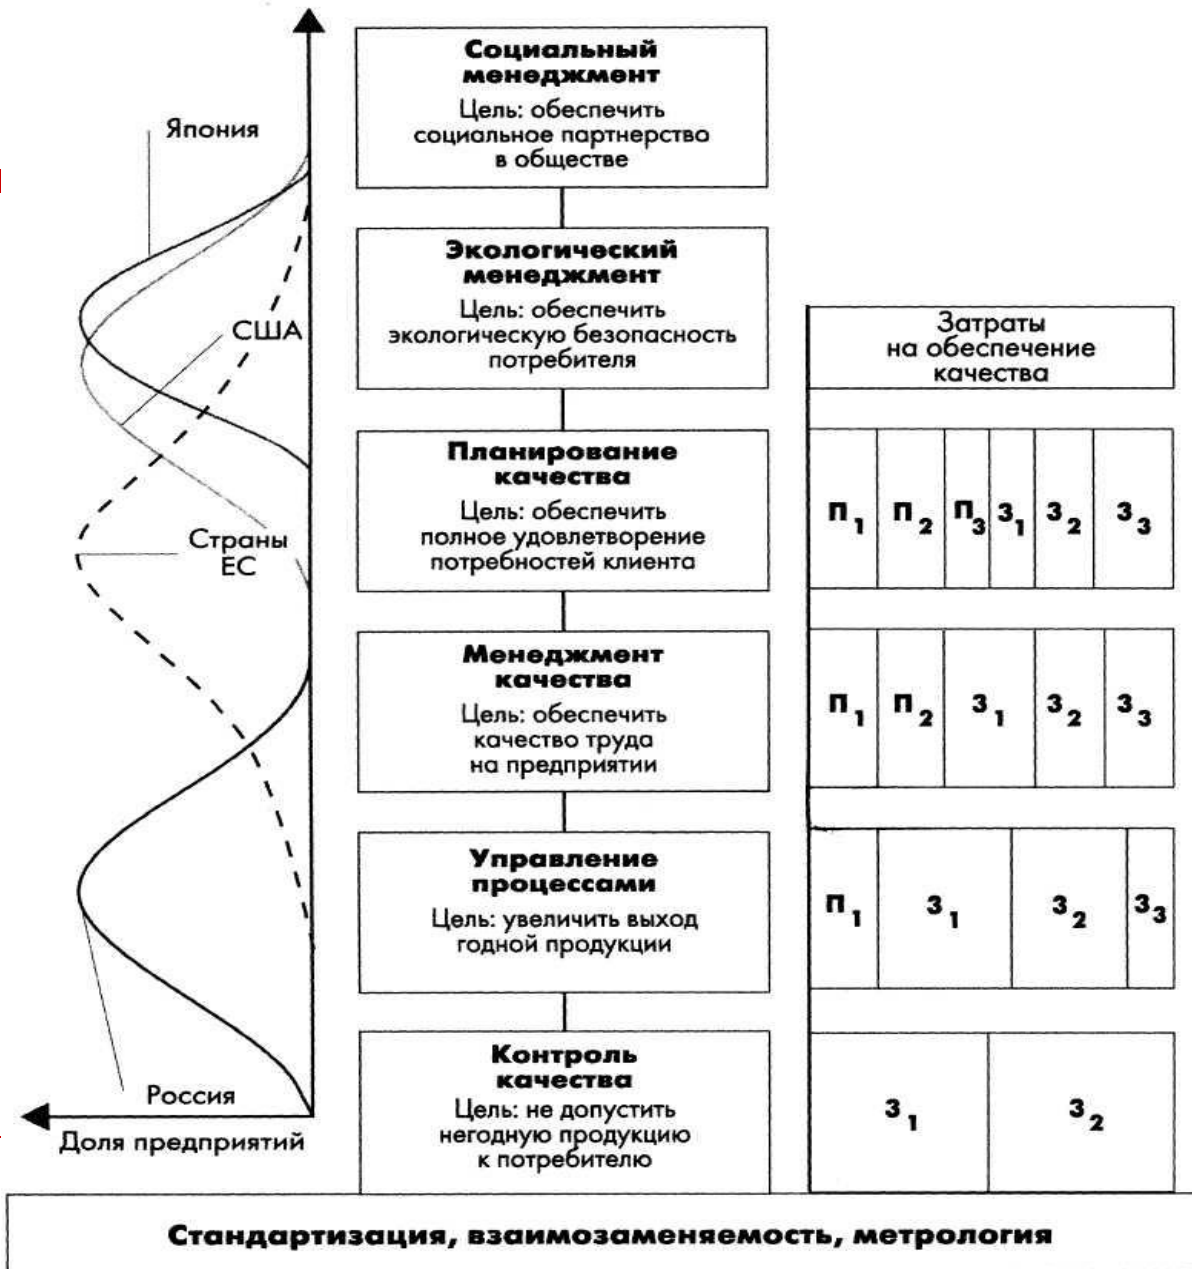 Социальный
менеджмент
Цель: обеспечить
социальное партнерство
в обществе
Япония
Экологический
менеджмент
Цель: обеспечить
экологическую безопасность
потребителя
США
Затраты
на обеспечение
качества
Планирование
качества
Цель: обеспечить
полное удовлетворение
потребностей клиента
П1 П2 П3 З1 З2 З3
Страны
ЕС
Менеджмент
качества
Цель: обеспечить
качество труда
на предприятии
П1 П2 З1 З2 З3
Управление
процессами
Цель: увеличить выход
годной продукции
П1 З1 З2 З3
Контроль
качества
Цель: не допустить
негодную продукцию
к потребителю
З1 З2
Россия
Доля предприятий
Стандартизация, взаимозаменяемость, метрология